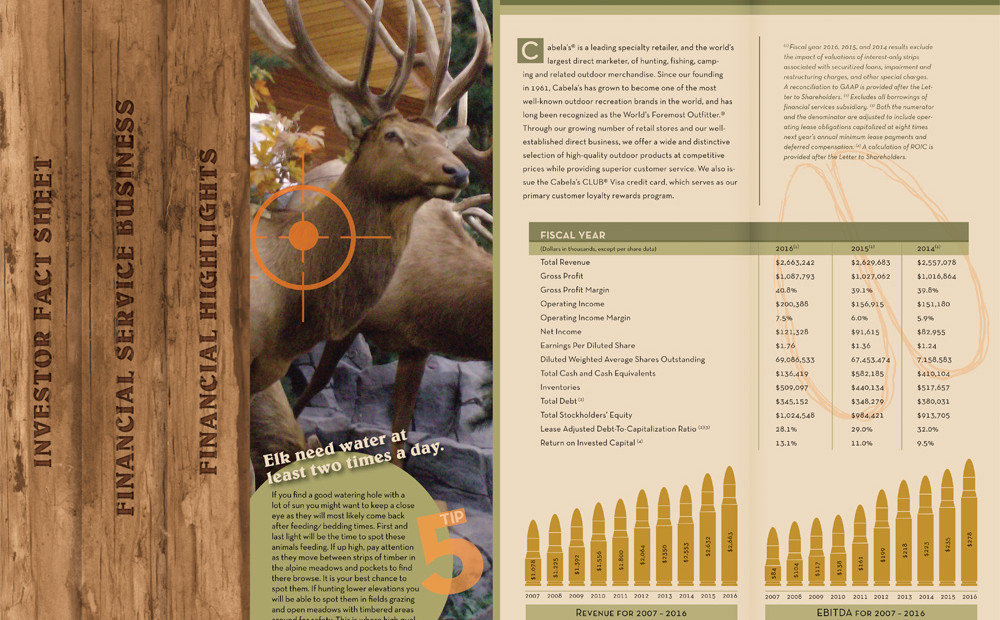 INVESTOR FACT SHEET
FINANCIAL SERVICE BUSINESS
FINANCIAL HIGHLIGHTS
Elk need water at
least two times a day.
If you find a good watering hole with a
lot of sun you might want to keep a close
eye as they will most likely come back
after feeding/ bedding times. First and
last light will be the time to spot these
animals feeding. If up high, pay attention
as they move between strips of timber in
the alpine meadows and pockets to find
there browse. It is your best chance to
spot them. If hunting lower elevations you
will be able to spot them in fields grazing
and open meadows with timbered areas
TIP
5
Cabela's® is a leading specialty retailer, and the world's
largest direct marketer, of hunting, fishing, camp-
ing and related outdoor merchandise. Since our founding
in 1961, Cabela's has grown to become one of the most
well-known outdoor recreation brands in the world, and has
long been recognized as the World's Foremost Outfitter.®
Through our growing number of retail stores and our well-
established direct business, we offer a wide and distinctive
selection of high-quality outdoor products at competitive
prices while providing superior customer service. We also is-
sue the Cabela's CLUB® Visa credit card, which serves as our
primary customer loyalty rewards program.
(1) Fiscal year 2016, 2015, and 2014 results exclude
the impact of valuations of interest-only strips
associated with securitized loans, impairment and
restructuring charges, and other special charges.
A reconciliation to GAAP is provided after the Let-
ter to Shareholders. (2) Excludes all borrowings of
financial services subsidiary. (3) Both the numerator
and the denominator are adjusted to include oper-
ating lease obligations capitalized at eight times
next year's annual minimum lease payments and
deferred compensation. (4) A calculation of ROIC is
provided after the Letter to Shareholders.
FISCAL YEAR
(Dollars in thousands, except per share data) 2016(1) 2015(1) 2014(1)
Total Revenue $2,663,242 $2,629,683 $2,557,078
Gross Profit $1,087,793 $1,027,062 $1,016,864
Gross Profit Margin 40.8% 39.1% 39.8%
Operating Income $200,388 $156,915 $151,180
Operating Income Margin 7.5% 6.0% 5.9%
Net Income $121,328 $91,615 $82,955
Earnings Per Diluted Share $1.76 $1.36 $1.24
Diluted Weighted Average Shares Outstanding 69,086,533 67,453,474 7,158,583
Total Cash and Cash Equivalents $136,419 $582,185 $410,104
Inventories $509,097 $440,134 $517,657
Total Debt (2) $345,152 $348,279 $380,031
Total Stockholders' Equity $1,024,548 $984,421 $913,705
Lease Adjusted Debt-To-Capitalization Ratio (2)(3) 28.1% 29.0% 32.0%
Return on Invested Capital (4) 13.1% 11.0% 9.5%
$1,078 $1,225 $1,392 $1,556 $1,800 $2,064 $2350 $2,553 $2,632 $2,663
2007 2008 2009 2010 2011 2012 2013 2014 2015 2016
REVENUE FOR 2007 – 2016
$84 $104 $117 $138 $161 $199 $218 $223 $235 $278
2007 2008 2009 2010 2011 2012 2013 2014 2015 2016
EBITDA FOR 2007 – 2016